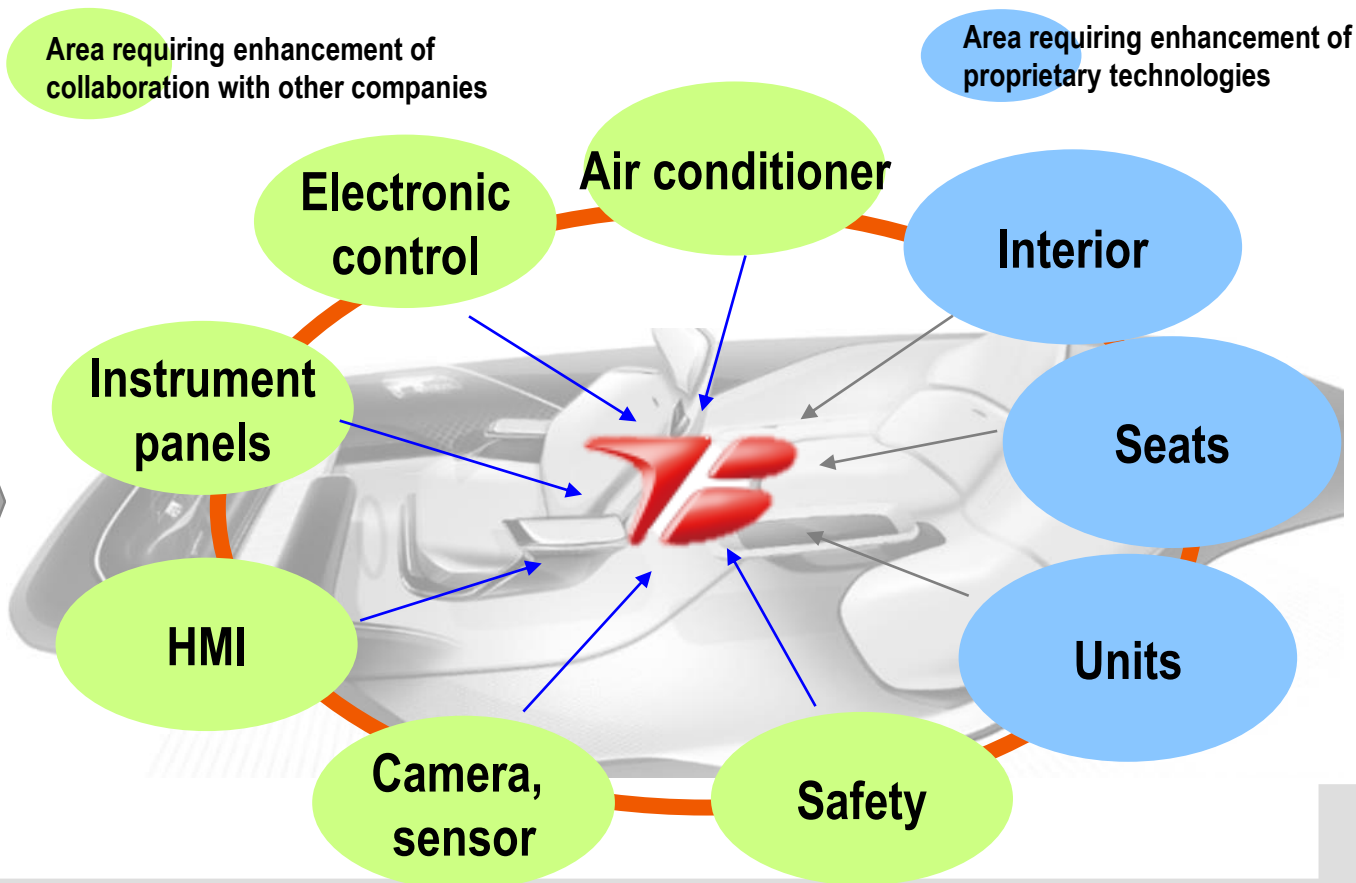 Area requiring enhancement of
collaboration with other companies
Area requiring enhancement of
proprietary technologies
Air conditioner
Electronic
control
Interior
Instrument
panels
Seats
HMI
Units
Camera,
sensor
Safety
TB